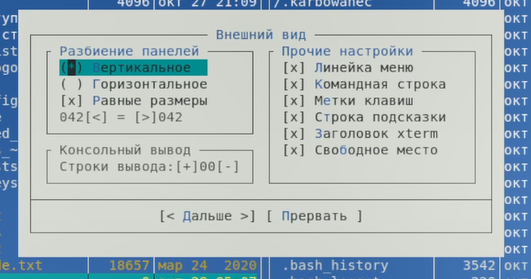 4096 окт 27 21:09 /.karbowanec 4096 окт
Внешний вид
Разбиение панелей
(*) Вертикальное
( ) Горизонтальное
[x] Равные размеры
042[<] = [>]042
Консольный вывод
Строки вывода:[+]00[-]
Прочие настройки
[x] Линейка меню
[x] Командная строка
[x] Метки клавиш
[x] Строка подсказки
[x] Заголовок xterm
[x] Свободное место
[< Дальше >] [ Прервать ]
de.txt 18657 мар 24 2020 .bash_history 3542 окт